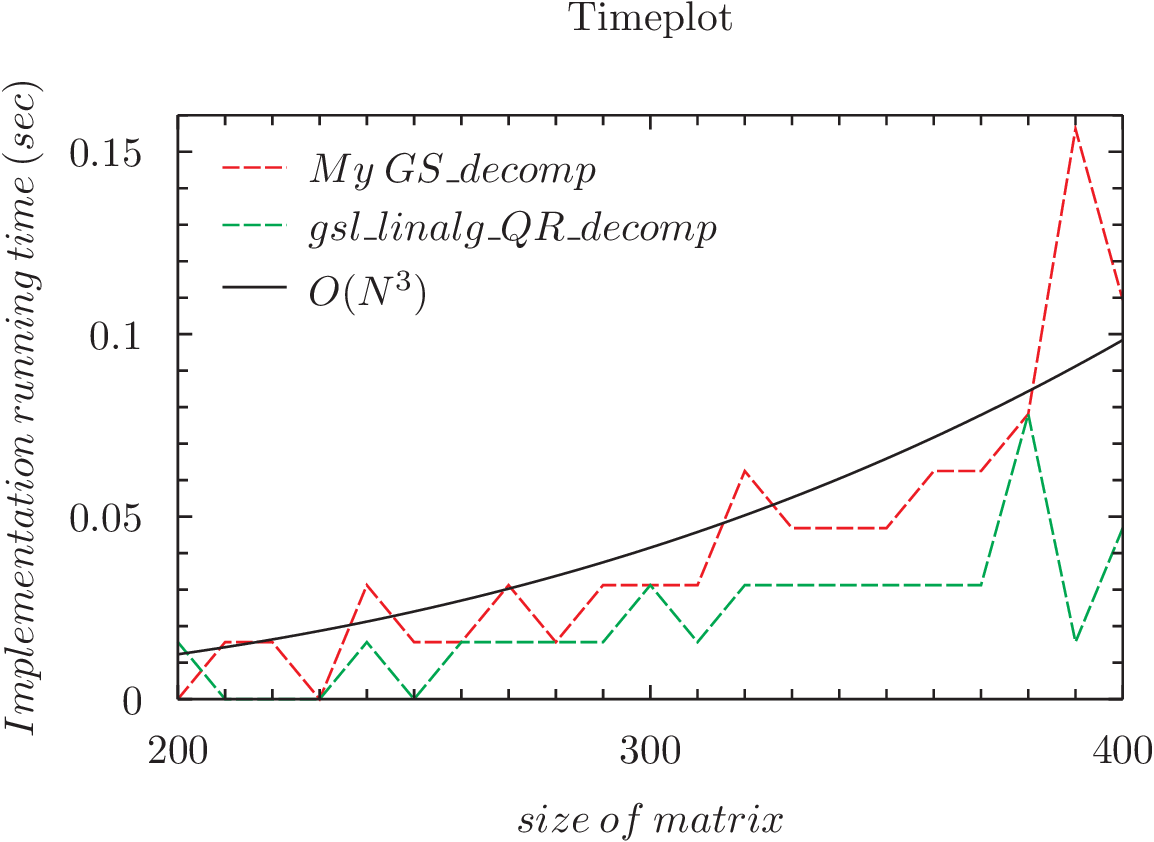 Timeplot
Implementation running time (sec)
0.15
0.1
0.05
0
My GS_decomp
gsl_linalg_QR_decomp
O(N³)
200 300 400
size of matrix